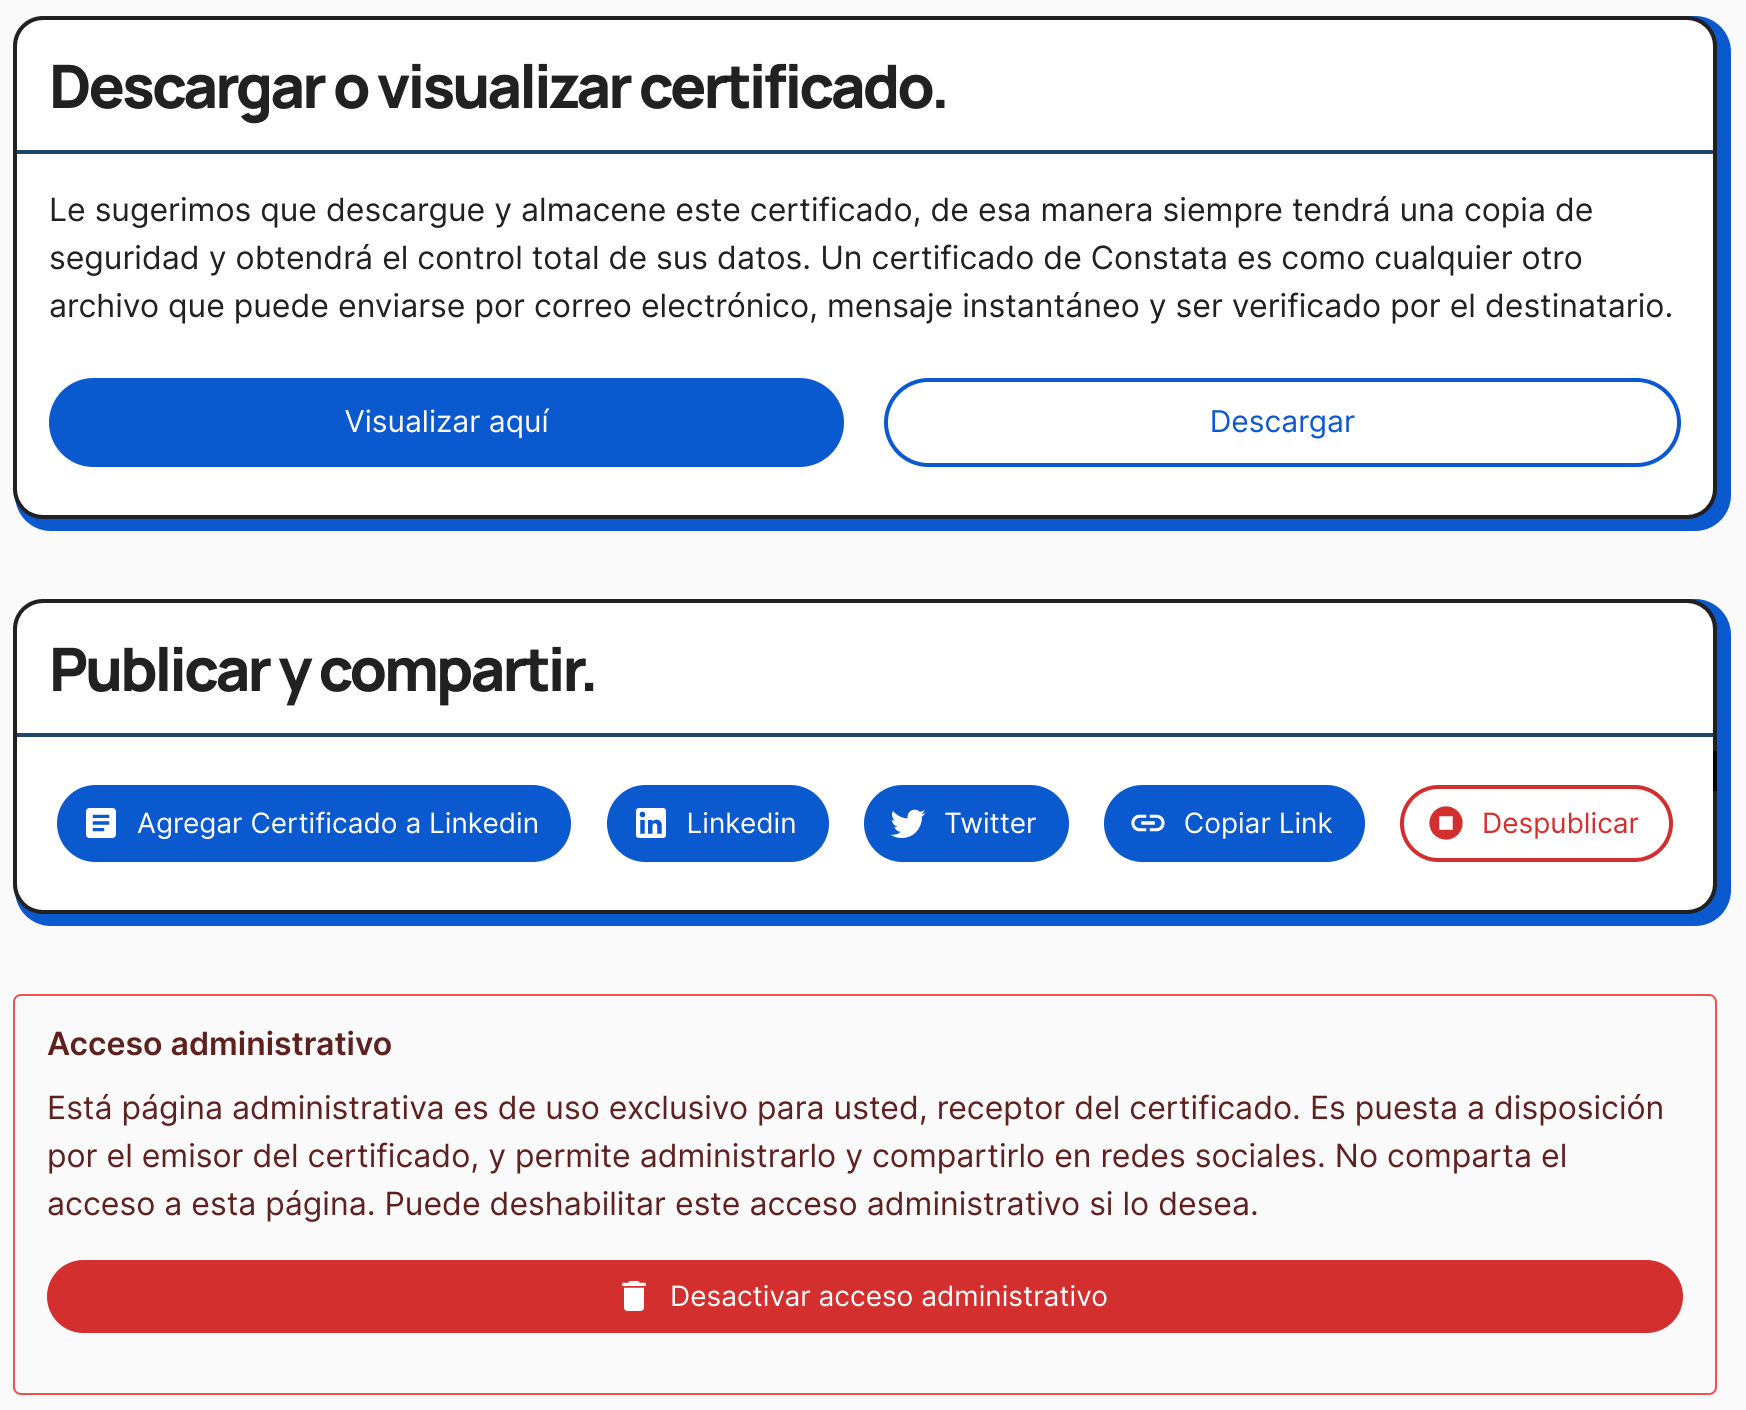 Descargar o visualizar certificado.
Le sugerimos que descargue y almacene este certificado, de esa manera siempre tendrá una copia de
seguridad y obtendrá el control total de sus datos. Un certificado de Constata es como cualquier otro
archivo que puede enviarse por correo electrónico, mensaje instantáneo y ser verificado por el destinatario.
Visualizar aquí
Descargar
Publicar y compartir.
Agregar Certificado a Linkedin
Linkedin
Twitter
Copiar Link
Despublicar
Acceso administrativo
Está página administrativa es de uso exclusivo para usted, receptor del certificado. Es puesta a disposición
por el emisor del certificado, y permite administrarlo y compartirlo en redes sociales. No comparta el
acceso a esta página. Puede deshabilitar este acceso administrativo si lo desea.
Desactivar acceso administrativo